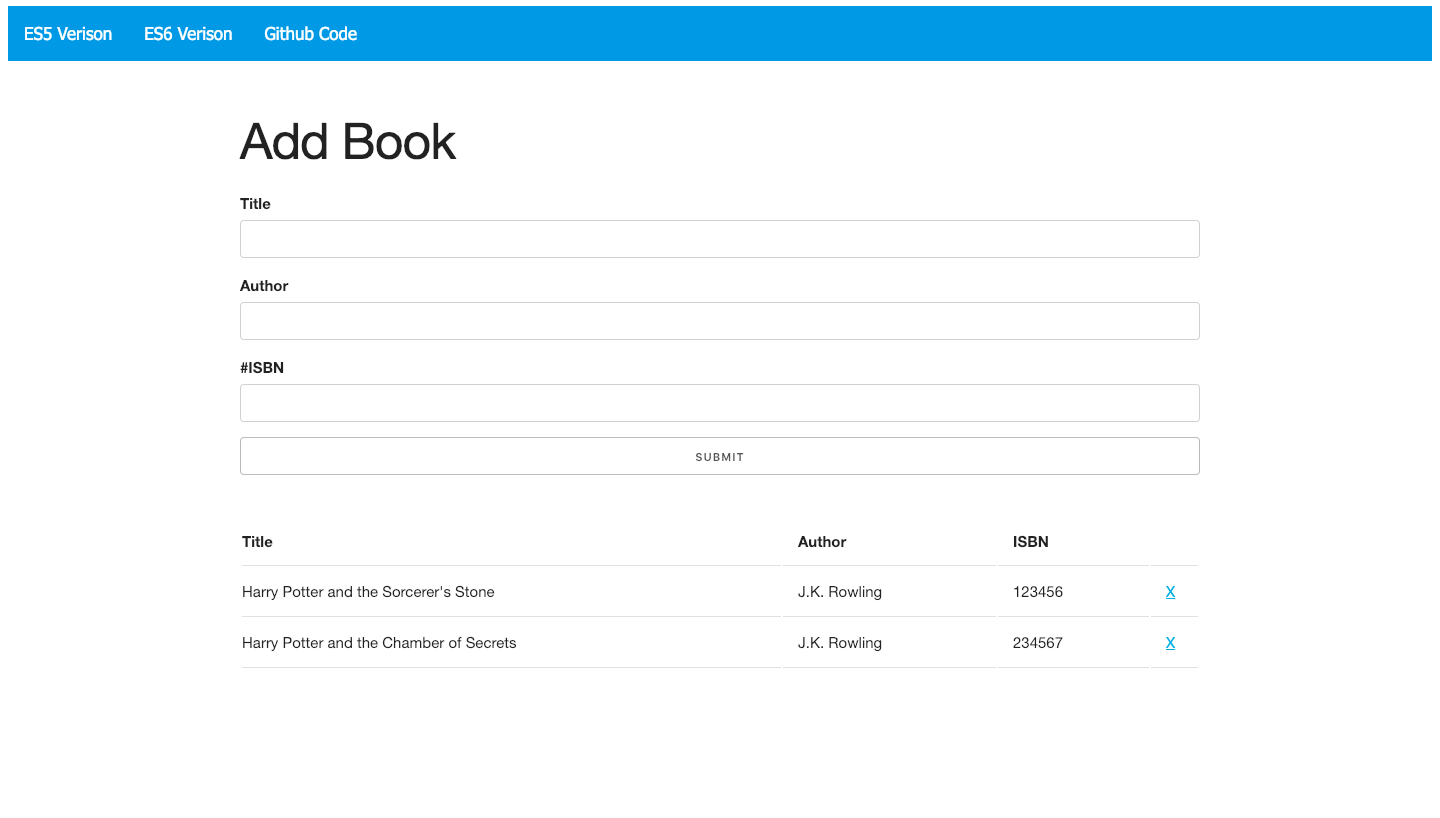 ES5 Verison ES6 Verison Github Code
Add Book
Title
Author
#ISBN
SUBMIT
Title Author ISBN
Harry Potter and the Sorcerer's Stone J.K. Rowling 123456 X
Harry Potter and the Chamber of Secrets J.K. Rowling 234567 X